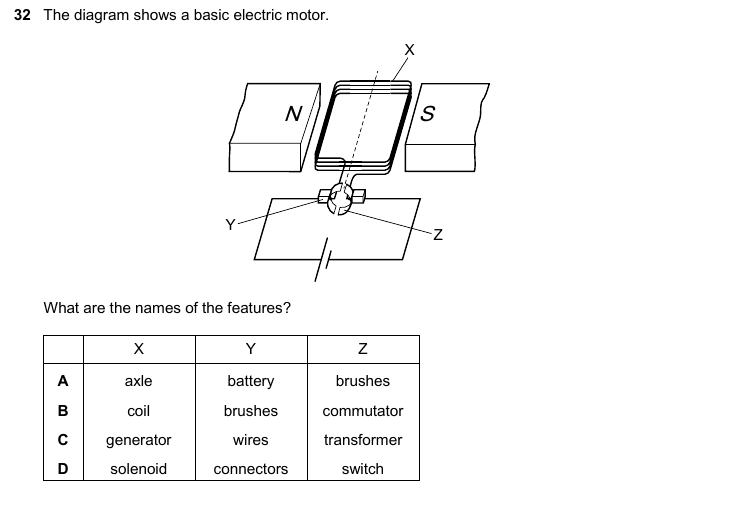 32 The diagram shows a basic electric motor.
X
N
S
Y
Z
What are the names of the features?
X Y Z
A axle battery brushes
B coil brushes commutator
C generator wires transformer
D solenoid connectors switch